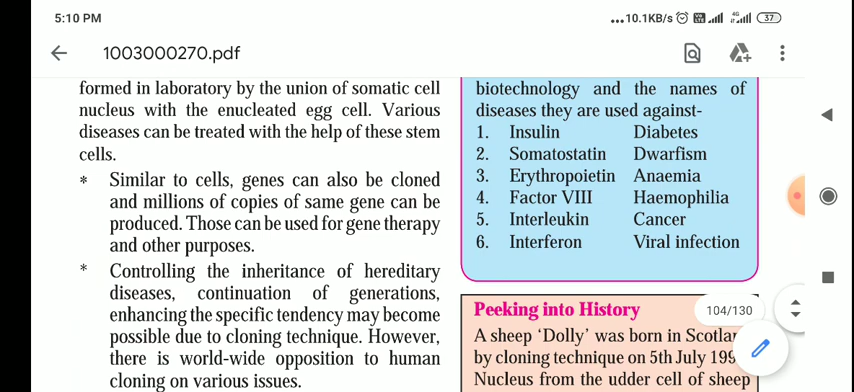 5:10 PM
...10.1KB/s
4G
37
1003000270.pdf
formed in laboratory by the union of somatic cell
nucleus with the enucleated egg cell. Various
diseases can be treated with the help of these stem
cells.
* Similar to cells, genes can also be cloned
and millions of copies of same gene can be
produced. Those can be used for gene therapy
and other purposes.
* Controlling the inheritance of hereditary
diseases, continuation of generations,
enhancing the specific tendency may become
possible due to cloning technique. However,
there is world-wide opposition to human
cloning on various issues.
biotechnology and the names of
diseases they are used against-
1. Insulin Diabetes
2. Somatostatin Dwarfism
3. Erythropoietin Anaemia
4. Factor VIII Haemophilia
5. Interleukin Cancer
6. Interferon Viral infection
Peeking into History
104/130
A sheep ‘Dolly’ was born in
by cloning technique on 5th July
Nucleus from the udder cell of sheep